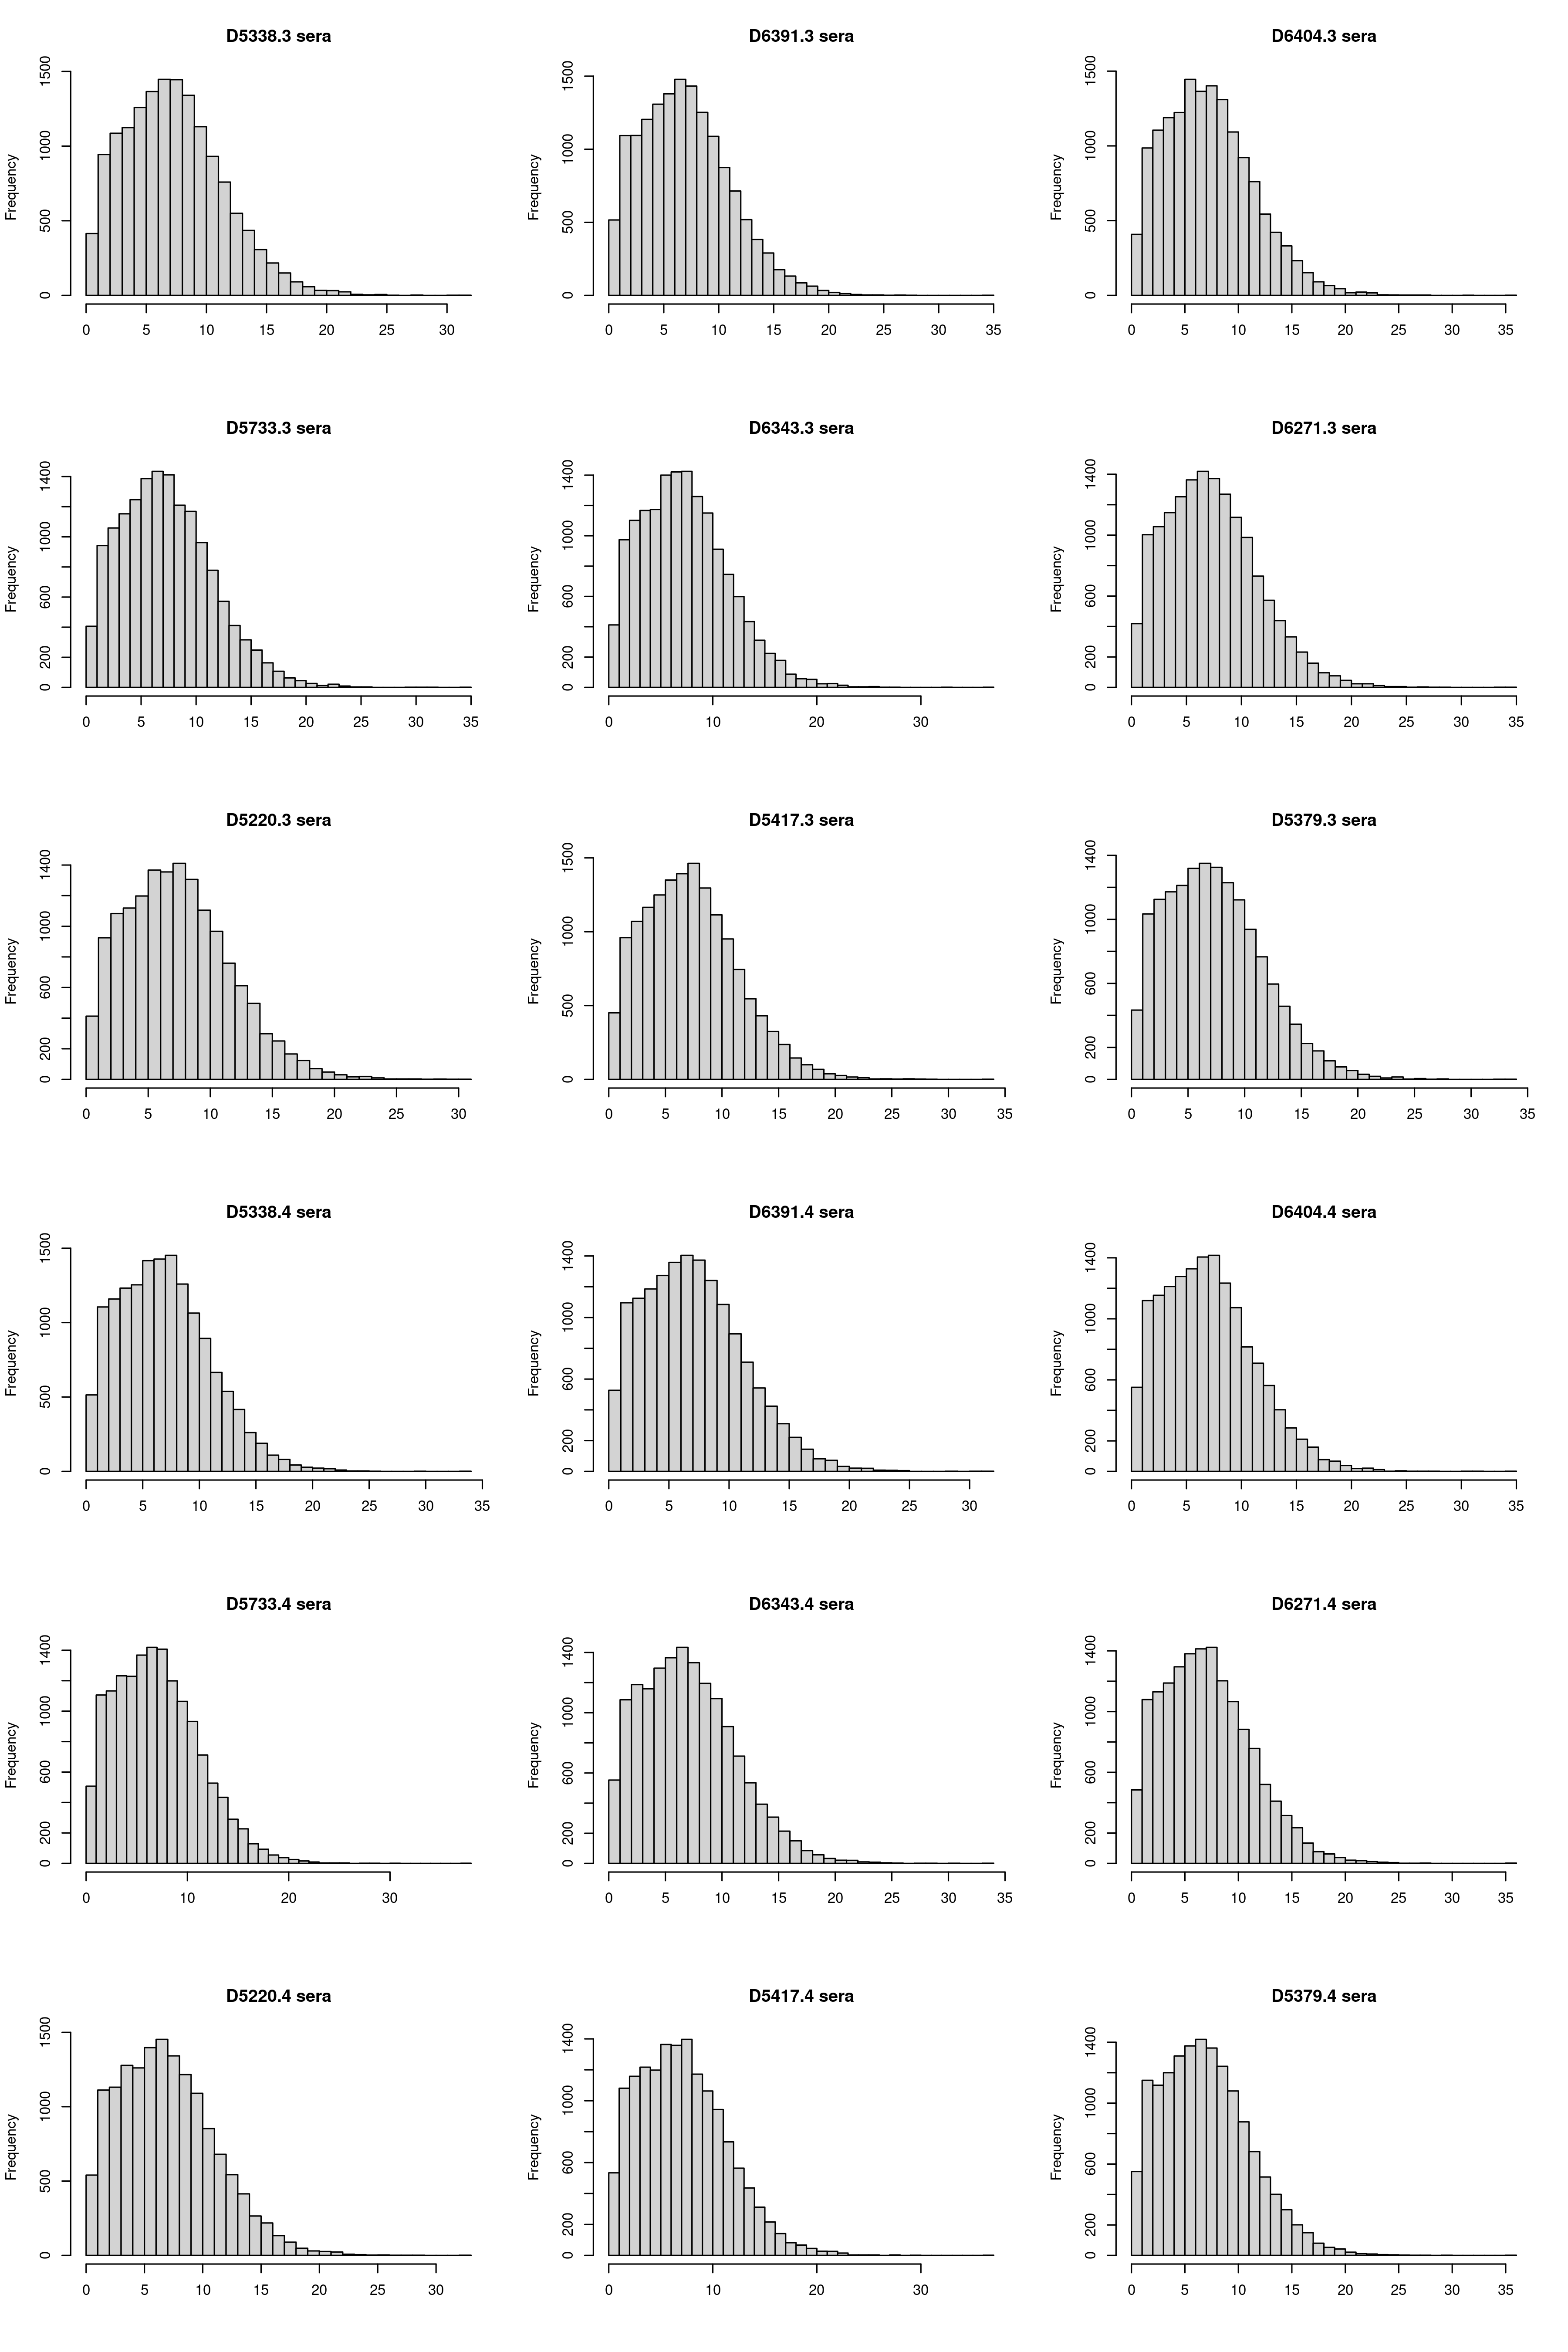 D5338.3 sera
D6391.3 sera
D6404.3 sera
Frequency
0 500 1000 1500
0 5 10 15 20 25 30
Frequency
0 500 1000 1500
0 5 10 15 20 25 30 35
Frequency
0 500 1000 1500
0 5 10 15 20 25 30 35
D5733.3 sera
D6343.3 sera
D6271.3 sera
Frequency
0 200 600 1000 1400
0 5 10 15 20 25 30 35
Frequency
0 200 600 1000 1400
0 10 20 30
Frequency
0 200 600 1000 1400
0 5 10 15 20 25 30 35
D5220.3 sera
D5417.3 sera
D5379.3 sera
Frequency
0 200 600 1000 1400
0 5 10 15 20 25 30
Frequency
0 500 1000 1500
0 5 10 15 20 25 30 35
Frequency
0 200 600 1000 1400
0 5 10 15 20 25 30 35
D5338.4 sera
D6391.4 sera
D6404.4 sera
Frequency
0 500 1000 1500
0 5 10 15 20 25 30 35
Frequency
0 200 600 1000 1400
0 5 10 15 20 25 30
Frequency
0 200 600 1000 1400
0 5 10 15 20 25 30 35
D5733.4 sera
D6343.4 sera
D6271.4 sera
Frequency
0 200 600 1000 1400
0 10 20 30
Frequency
0 200 600 1000 1400
0 5 10 15 20 25 30 35
Frequency
0 200 600 1000 1400
0 5 10 15 20 25 30 35
D5220.4 sera
D5417.4 sera
D5379.4 sera
Frequency
0 500 1000 1500
0 5 10 15 20 25 30
Frequency
0 200 600 1000 1400
0 10 20 30
Frequency
0 200 600 1000 1400
0 5 10 15 20 25 30 35